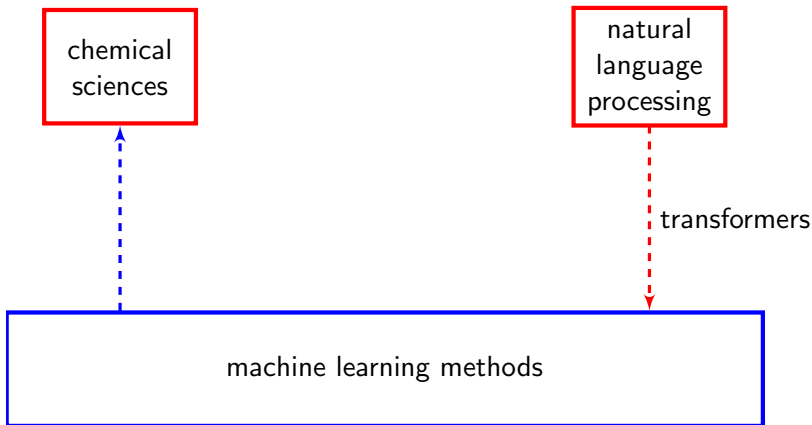 chemical
sciences
natural
language
processing
transformers
machine learning methods